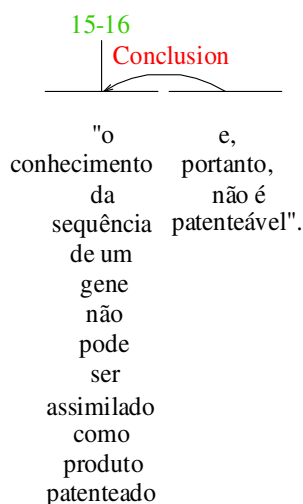 15-16
Conclusion
"o
conhecimento
da
sequência
de um
gene
não
pode
ser
assimilado
como
produto
patenteado
e,
portanto,
não é
patenteável".